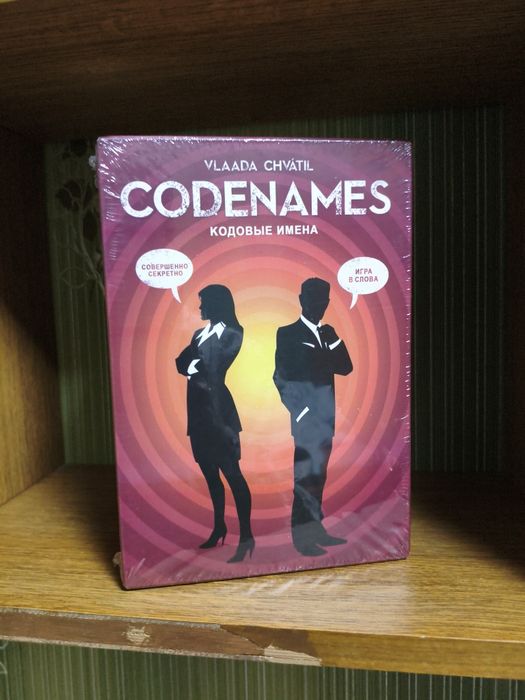 VLAADA CHVÁTIL
CODENAMES
КОДОВЫЕ ИМЕНА
СОВЕРШЕННО
СЕКРЕТНО
ИГРА
В СЛОВА